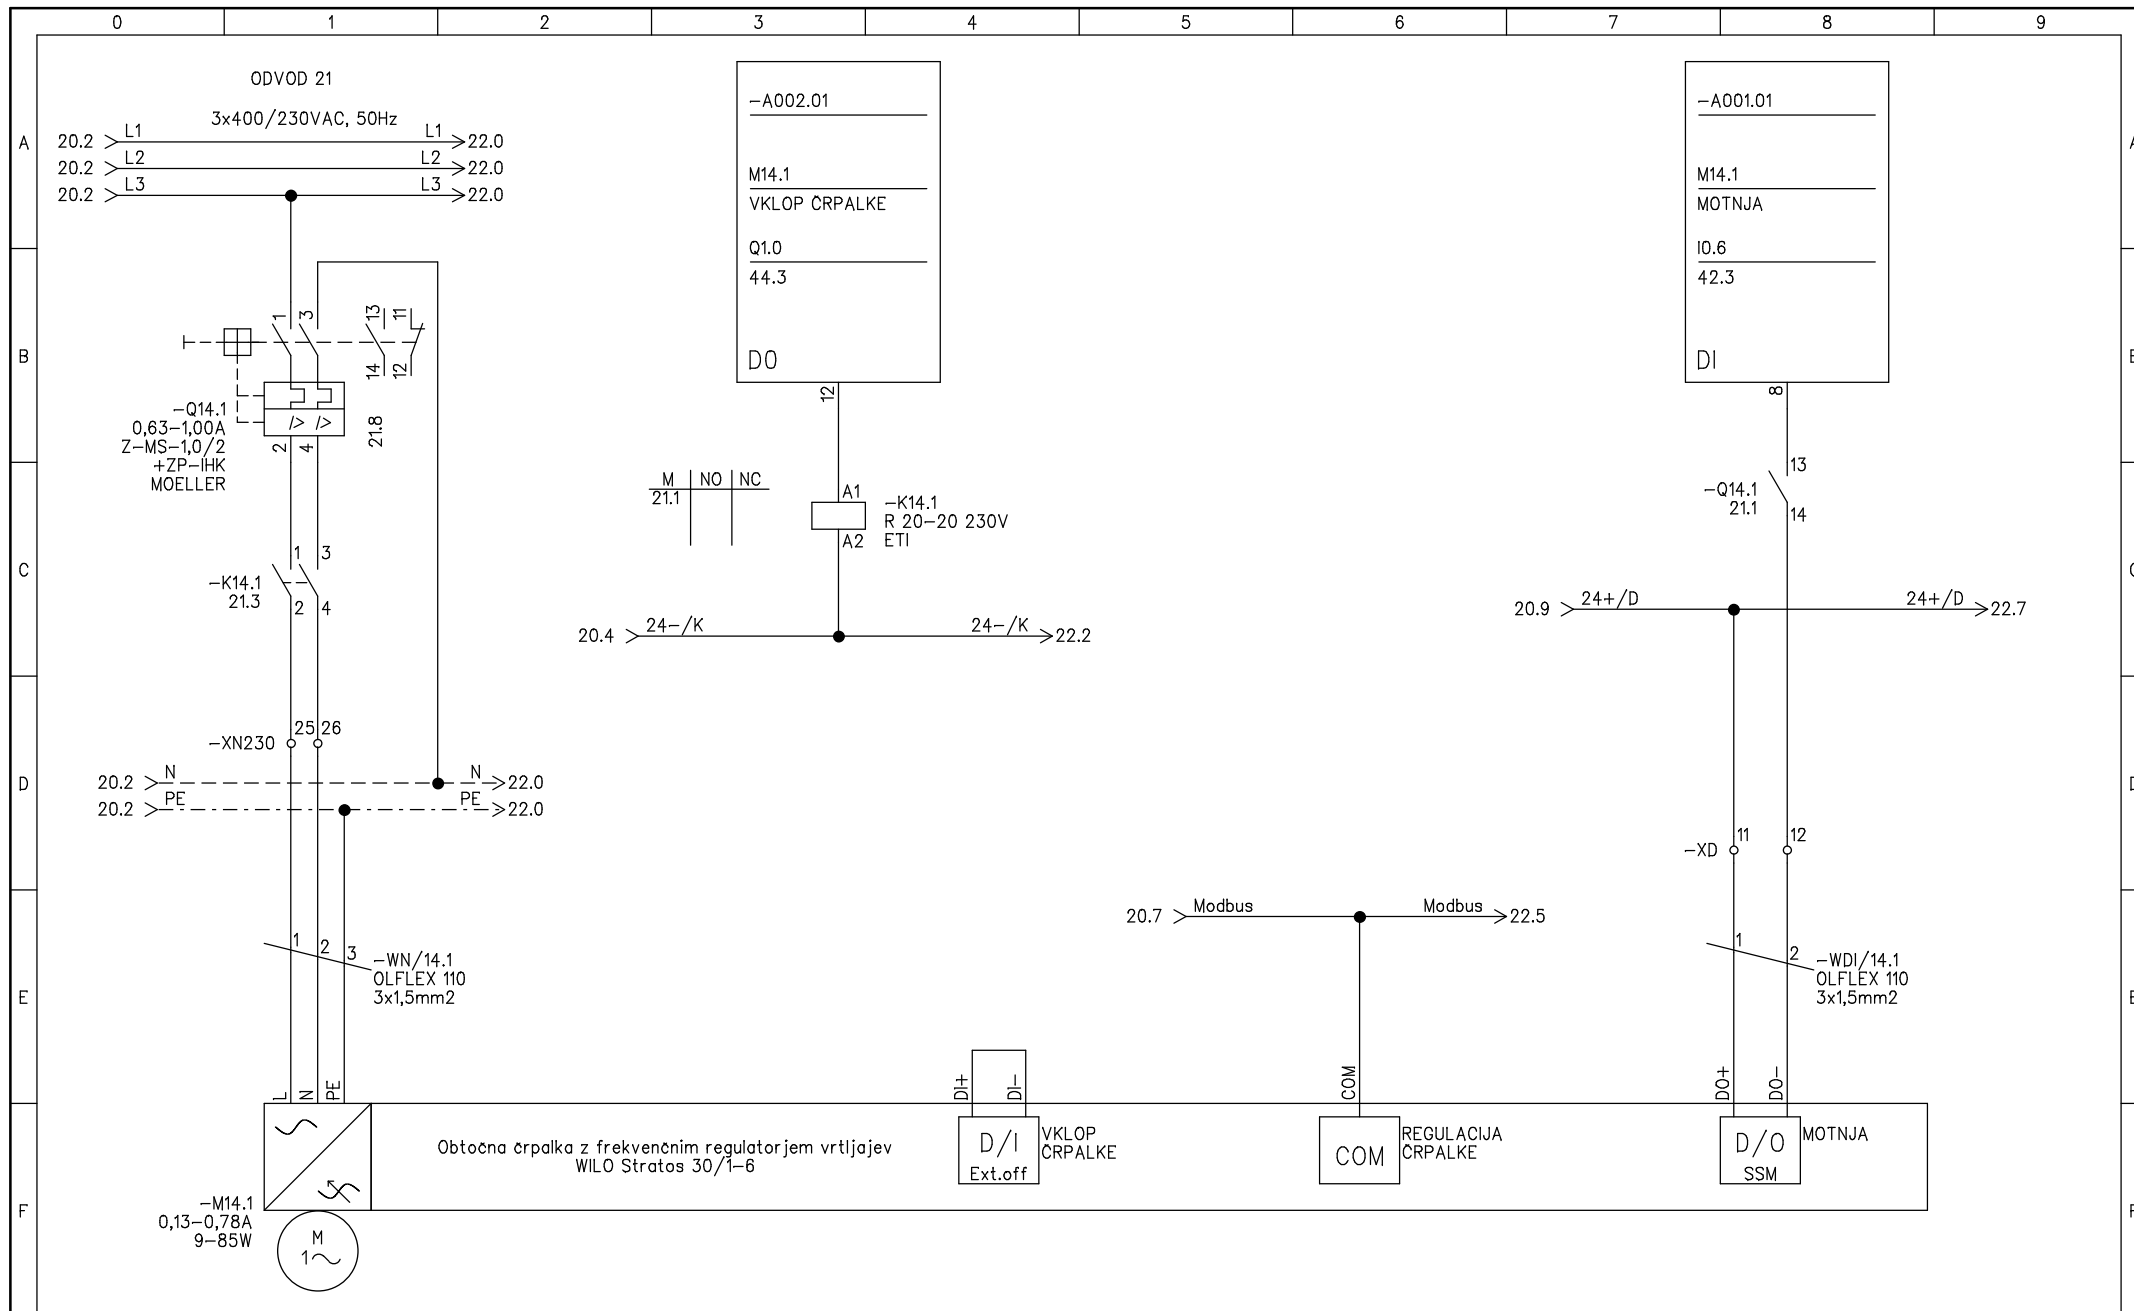 0 1 2 3 4 5 6 7 8 9
A
B
C
D
E
F
ODVOD 21
3x400/230VAC, 50Hz
20.2 L1 L1 22.0
20.2 L2 L2 22.0
20.2 L3 L3 22.0
1 3 13 11
14 12
-Q14.1
0,63-1,00A
Z-MS-1,0/2
+ZP-IHK
MOELLER
I> I>
2 4
21.8
1 3
-K14.1
21.3
2 4
25 26
-XN230
20.2 N N 22.0
20.2 PE PE 22.0
1 2 3
-WN/14.1
OLFLEX 110
3x1,5mm2
L N PE
-M14.1
0,13-0,78A
9-85W
M
1
Obtočna črpalka z frekvenčnim regulatorjem vrtljajev
WILO Stratos 30/1-6
-A002.01
M14.1
VKLOP ČRPALKE
Q1.0
44.3
DO
12
M NO NC
21.1
A1
A2
-K14.1
R 20-20 230V
ETI
20.4 24-/K 24-/K 22.2
DI+ DI-
D/I
Ext.off
VKLOP
ČRPALKE
20.7 Modbus Modbus 22.5
COM
COM
REGULACIJA
ČRPALKE
-A001.01
M14.1
MOTNJA
I0.6
42.3
DI
8
13
-Q14.1
21.1
14
20.9 24+/D 24+/D 22.7
11 12
-XD
1 2
-WDI/14.1
OLFLEX 110
3x1,5mm2
DO+ DO-
D/O
SSM
MOTNJA
A